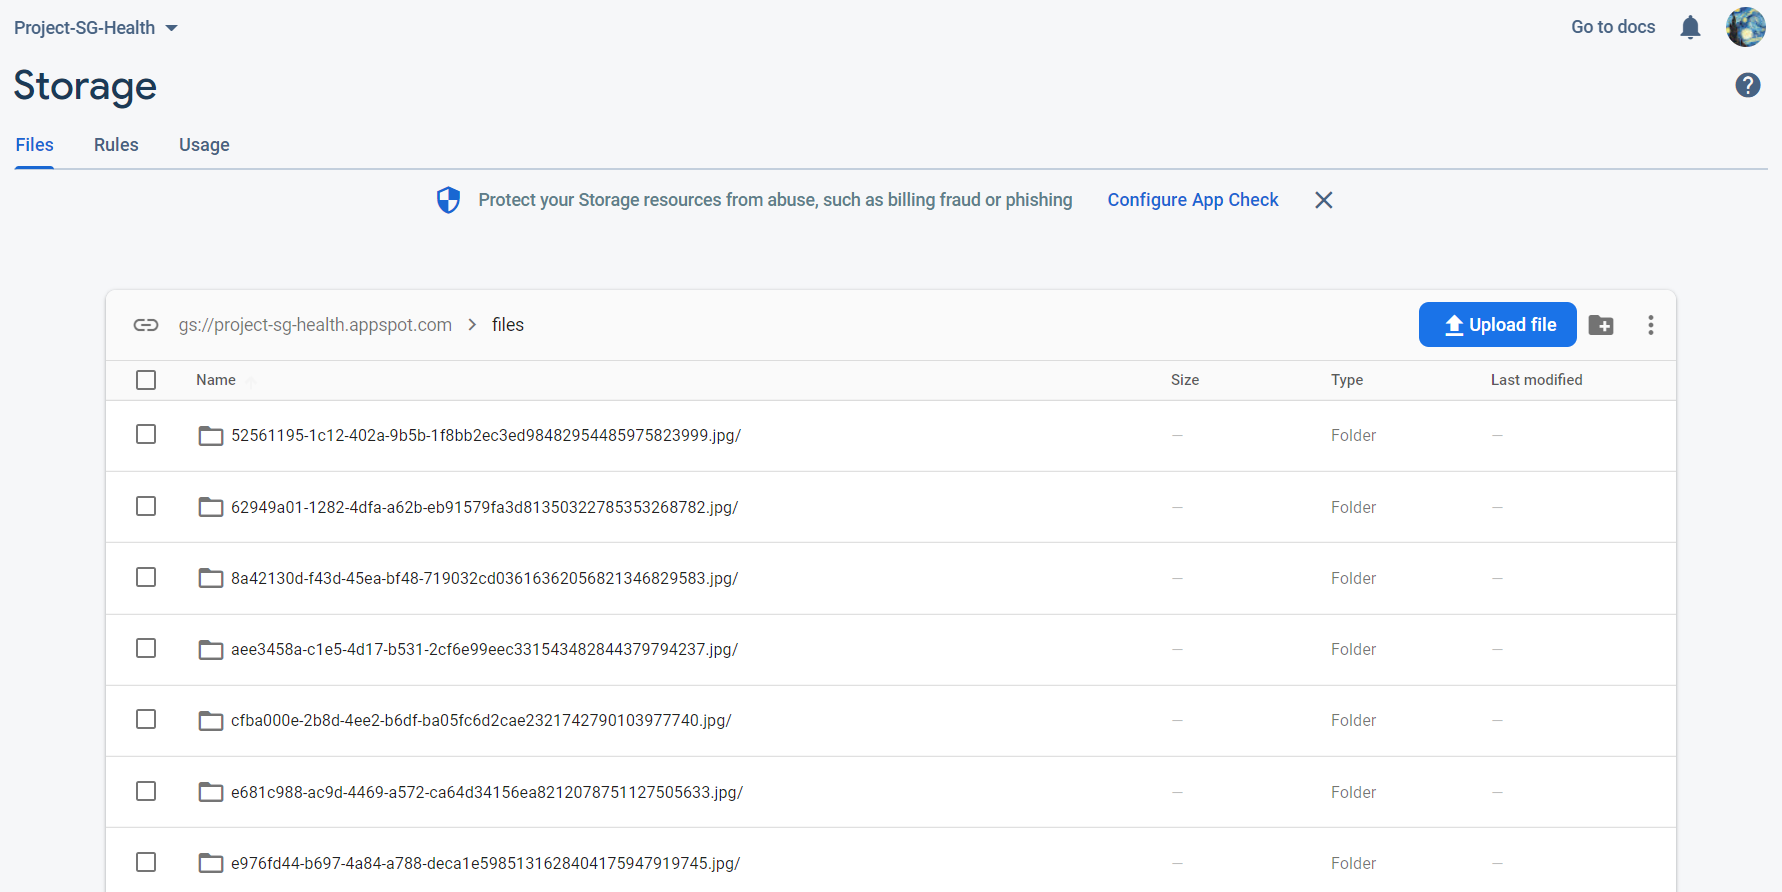 Project-SG-Health
Go to docs
Storage
Files Rules Usage
Protect your Storage resources from abuse, such as billing fraud or phishing Configure App Check
gs://project-sg-health.appspot.com > files
Upload file
Name Size Type Last modified
52561195-1c12-402a-9b5b-1f8bb2ec3ed98482954485975823999.jpg/ — Folder —
62949a01-1282-4dfa-a62b-eb91579fa3d81350322785353268782.jpg/ — Folder —
8a42130d-f43d-45ea-bf48-719032cd03616362056821346829583.jpg/ — Folder —
aee3458a-c1e5-4d17-b531-2cf6e99eec331543482844379794237.jpg/ — Folder —
cfba000e-2b8d-4ee2-b6df-ba05fc6d2cae2321742790103977740.jpg/ — Folder —
e681c988-ac9d-4469-a572-ca64d34156ea8212078751127505633.jpg/ — Folder —
e976fd44-b697-4a84-a788-deca1e5985131628404175947919745.jpg/ — Folder —